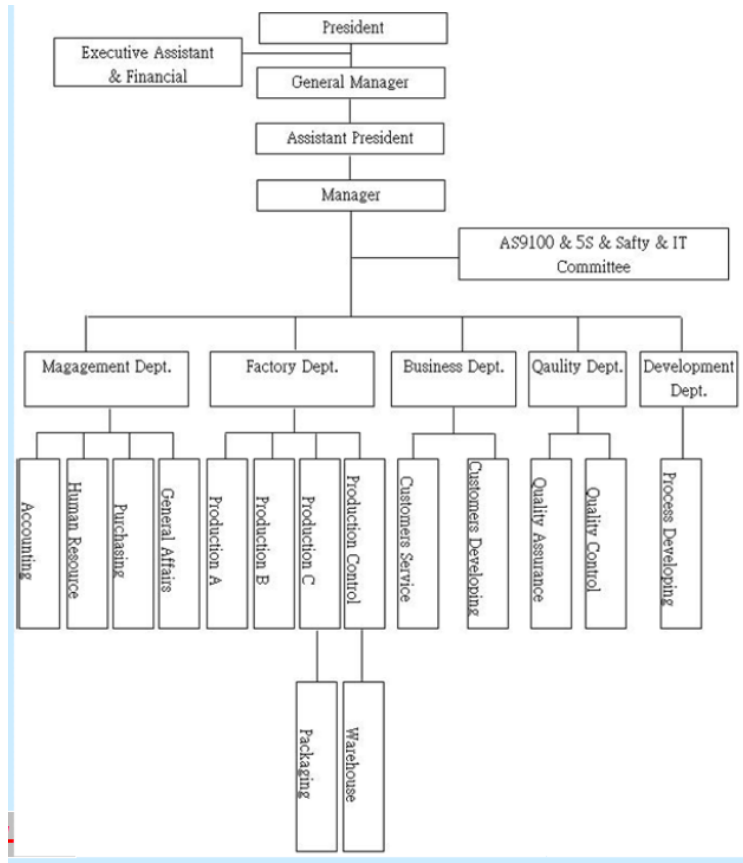 President
Executive Assistant
& Financial
General Manager
Assistant President
Manager
AS9100 & 5S & Safty & IT
Committee
Magagement Dept.
Factory Dept.
Business Dept.
Qaulity Dept.
Development
Dept.
Accounting
Human Resource
Purchasing
General Affairs
Production A
Production B
Production C
Production Control
Customers Service
Customers Developing
Quality Assurance
Quality Control
Process Developing
Packaging
Warehouse